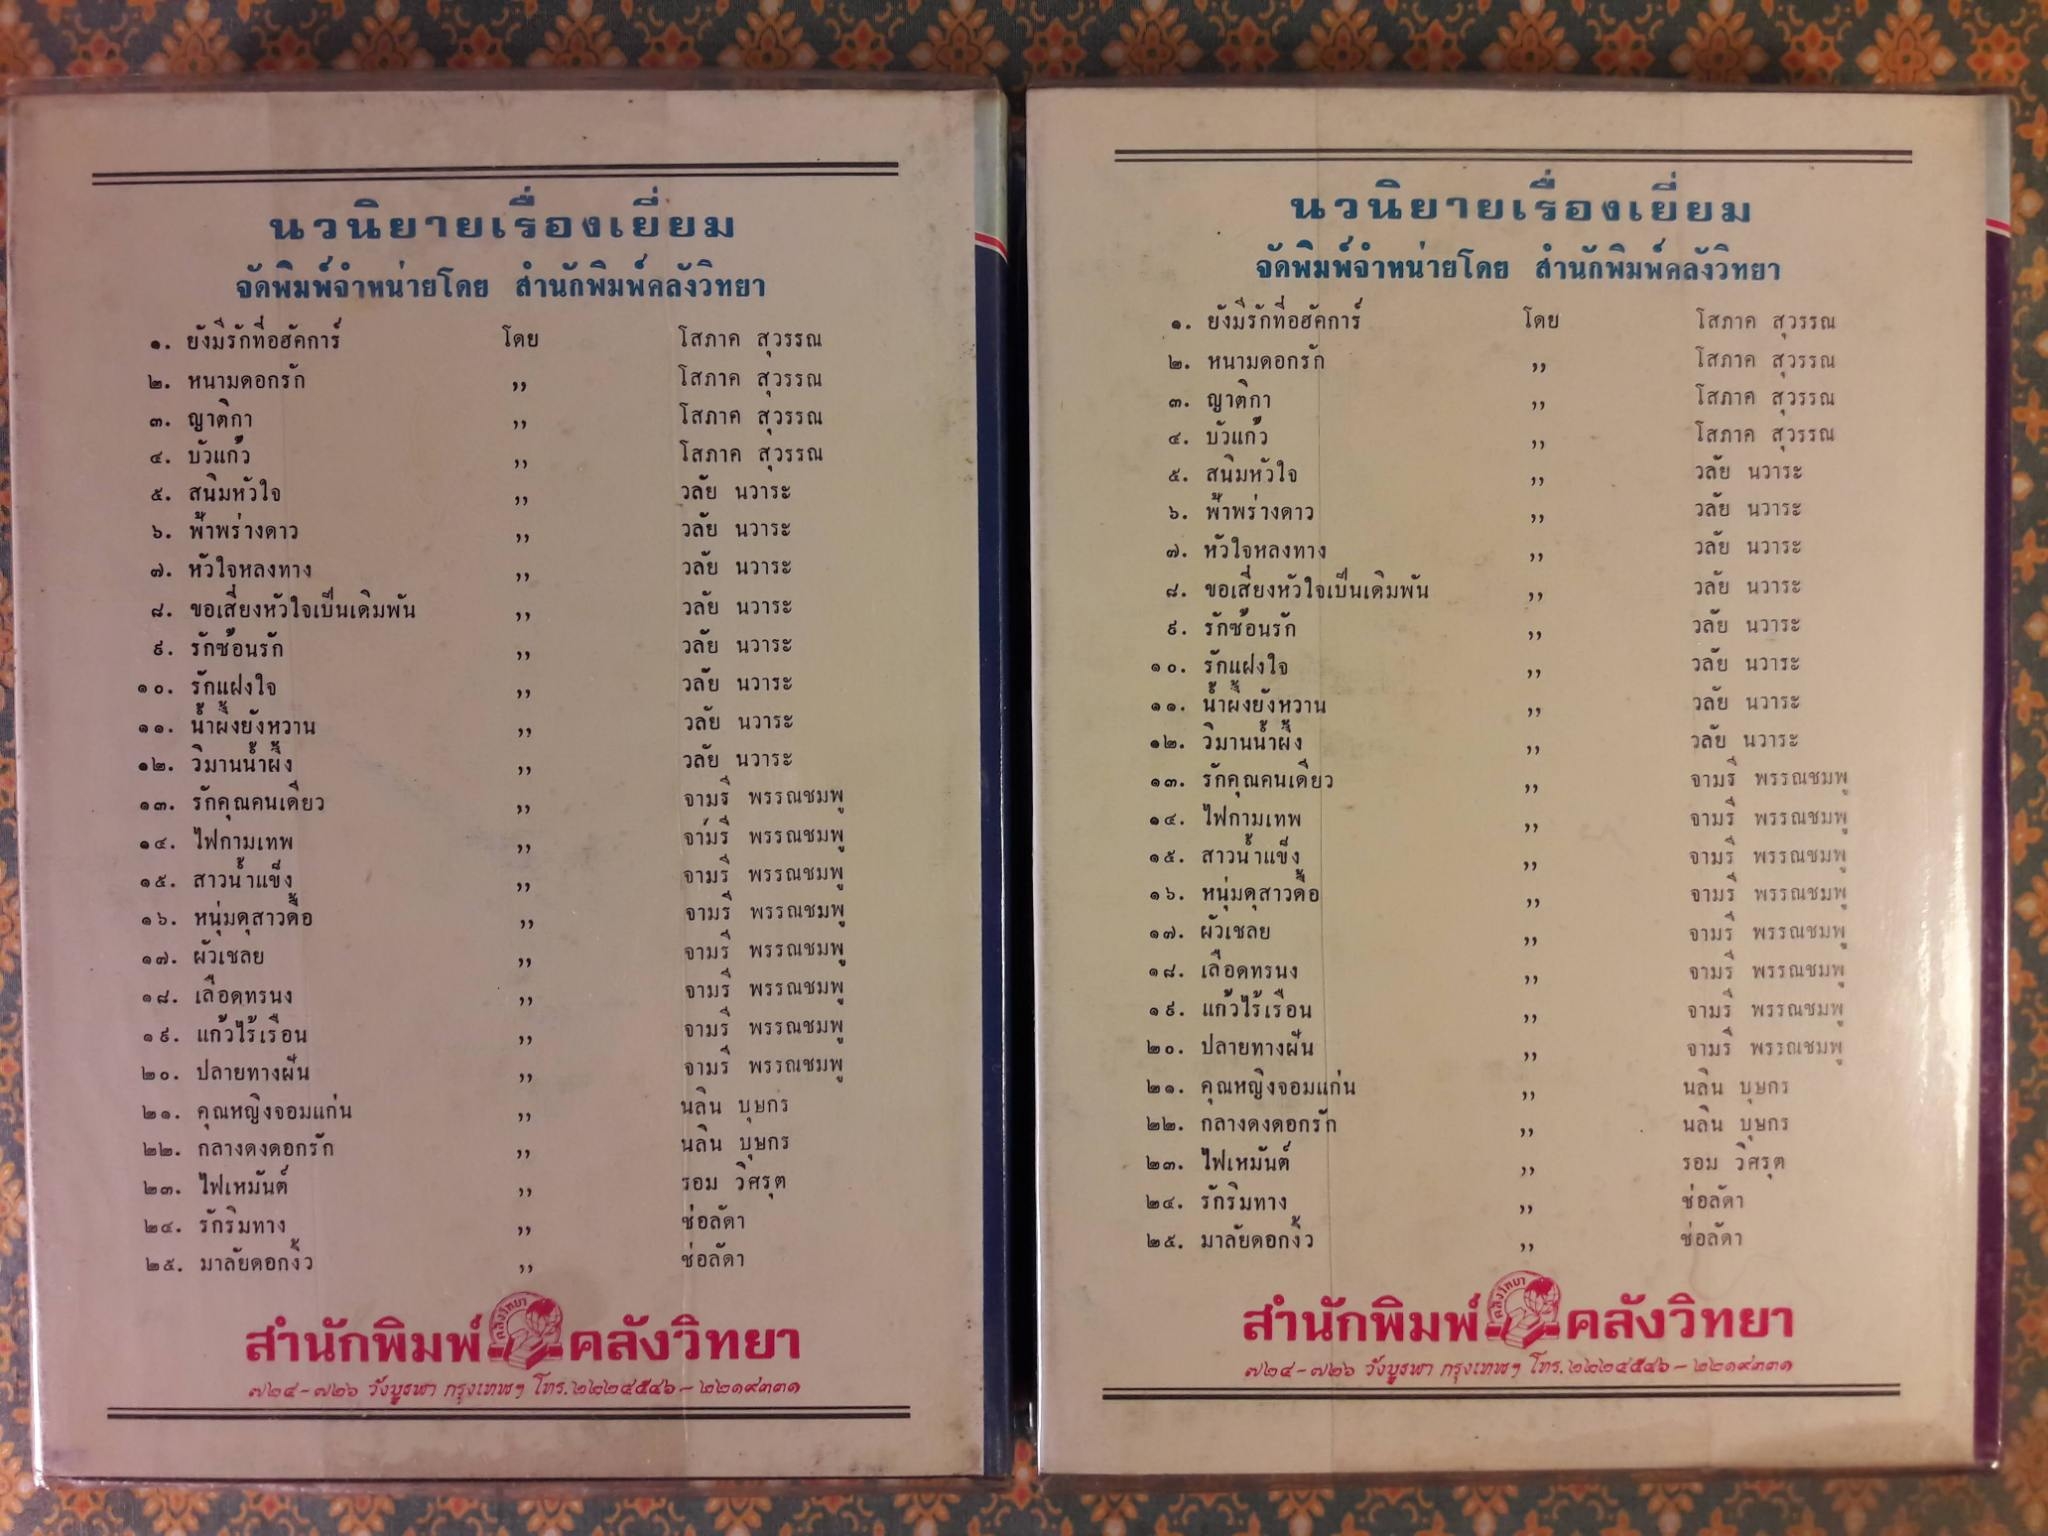 นวนิยายเรื่องเยี่ยม
จัดพิมพ์จำหน่ายโดย สำนักพิมพ์คลังวิทยา
๑. ยังมีรักที่อฮัคการ์ โดย โสภาค สุวรรณ
๒. หนามดอกรัก ,, โสภาค สุวรรณ
๓. ญาติกา ,, โสภาค สุวรรณ
๔. บัวแก้ว ,, โสภาค สุวรรณ
๕. สนิมหัวใจ ,, วลัย นวาระ
๖. ฟ้าพร่างดาว ,, วลัย นวาระ
๗. หัวใจหลงทาง ,, วลัย นวาระ
๘. ขอเสี่ยงหัวใจเป็นเดิมพัน ,, วลัย นวาระ
๙. รักซ้อนรัก ,, วลัย นวาระ
๑๐. รักแฝงใจ ,, วลัย นวาระ
๑๑. น้ำผึ้งยังหวาน ,, วลัย นวาระ
๑๒. วิมานน้ำผึ้ง ,, วลัย นวาระ
๑๓. รักคุณคนเดียว ,, จามรี พรรณชมพู
๑๔. ไฟกามเทพ ,, จามรี พรรณชมพู
๑๕. สาวน้ำแข็ง ,, จามรี พรรณชมพู
๑๖. หนุ่มดุสาวดื้อ ,, จามรี พรรณชมพู
๑๗. ผัวเชลย ,, จามรี พรรณชมพู
๑๘. เลือดทรนง ,, จามรี พรรณชมพู
๑๙. แก้วไร้เรือน ,, จามรี พรรณชมพู
๒๐. ปลายทางฝัน ,, จามรี พรรณชมพู
๒๑. คุณหญิงจอมแก่น ,, นลิน บุษกร
๒๒. กลางดงดอกรัก ,, นลิน บุษกร
๒๓. ไฟเหมันต์ ,, รอม วิศรุต
๒๔. รักริมทาง ,, ช่อลัดา
๒๕. มาลัยดอกงิ้ว ,, ช่อลัดา
สำนักพิมพ์ คลังวิทยา คลังวิทยา
๗๒๔-๗๒๖ วังบูรพา กรุงเทพฯ โทร.๒๒๒๔๕๔๖-๒๒๑๙๓๓๑
นวนิยายเรื่องเยี่ยม
จัดพิมพ์จำหน่ายโดย สำนักพิมพ์คลังวิทยา
๑. ยังมีรักที่อฮัคการ์ โดย โสภาค สุวรรณ
๒. หนามดอกรัก ,, โสภาค สุวรรณ
๓. ญาติกา ,, โสภาค สุวรรณ
๔. บัวแก้ว ,, โสภาค สุวรรณ
๕. สนิมหัวใจ ,, วลัย นวาระ
๖. ฟ้าพร่างดาว ,, วลัย นวาระ
๗. หัวใจหลงทาง ,, วลัย นวาระ
๘. ขอเสี่ยงหัวใจเป็นเดิมพัน ,, วลัย นวาระ
๙. รักซ้อนรัก ,, วลัย นวาระ
๑๐. รักแฝงใจ ,, วลัย นวาระ
๑๑. น้ำผึ้งยังหวาน ,, วลัย นวาระ
๑๒. วิมานน้ำผึ้ง ,, วลัย นวาระ
๑๓. รักคุณคนเดียว ,, จามรี พรรณชมพู
๑๔. ไฟกามเทพ ,, จามรี พรรณชมพู
๑๕. สาวน้ำแข็ง ,, จามรี พรรณชมพู
๑๖. หนุ่มดุสาวดื้อ ,, จามรี พรรณชมพู
๑๗. ผัวเชลย ,, จามรี พรรณชมพู
๑๘. เลือดทรนง ,, จามรี พรรณชมพู
๑๙. แก้วไร้เรือน ,, จามรี พรรณชมพู
๒๐. ปลายทางฝัน ,, จามรี พรรณชมพู
๒๑. คุณหญิงจอมแก่น ,, นลิน บุษกร
๒๒. กลางดงดอกรัก ,, นลิน บุษกร
๒๓. ไฟเหมันต์ ,, รอม วิศรุต
๒๔. รักริมทาง ,, ช่อลัดา
๒๕. มาลัยดอกงิ้ว ,, ช่อลัดา
สำนักพิมพ์ คลังวิทยา คลังวิทยา
๗๒๔-๗๒๖ วังบูรพา กรุงเทพฯ โทร.๒๒๒๔๕๔๖-๒๒๑๙๓๓๑